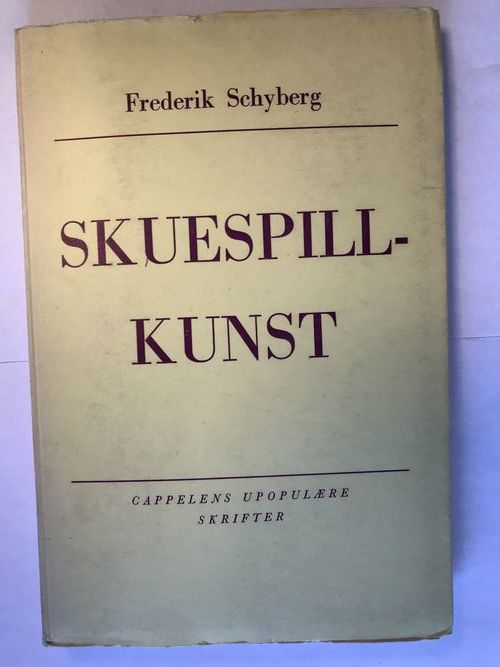 Frederik Schyberg
SKUESPILL-
KUNST
CAPPELENS UPOPULÆRE
SKRIFTER